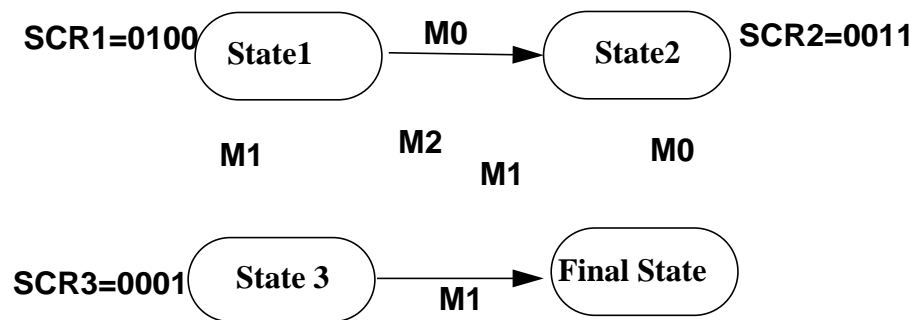 SCR1=0100
State1
M0
State2
SCR2=0011
M1
M2
M1
M0
SCR3=0001
State 3
M1
Final State